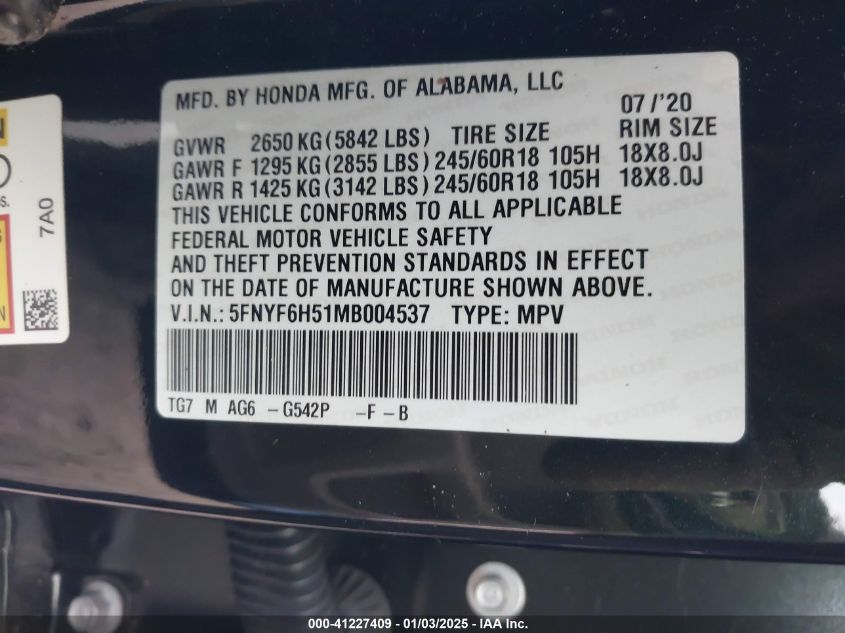 MFD. BY HONDA MFG. OF ALABAMA, LLC
07/'20
GVWR 2650 KG (5842 LBS) TIRE SIZE RIM SIZE
GAWR F 1295 KG (2855 LBS) 245/60R18 105H 18X8.0J
GAWR R 1425 KG (3142 LBS) 245/60R18 105H 18X8.0J
THIS VEHICLE CONFORMS TO ALL APPLICABLE
FEDERAL MOTOR VEHICLE SAFETY
AND THEFT PREVENTION STANDARDS IN EFFECT
ON THE DATE OF MANUFACTURE SHOWN ABOVE.
V.I.N.: 5FNYF6H51MB004537 TYPE: MPV
TG7 M AG6 -G542P -F -B
7A0
000-41227409 - 01/03/2025 - IAA Inc.